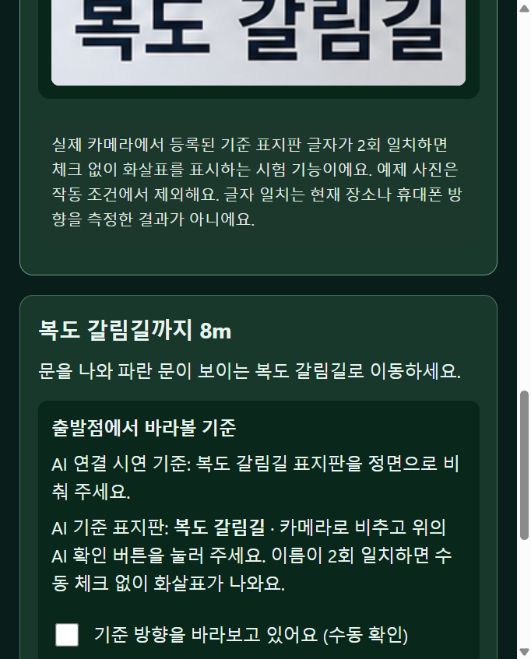 복도 갈림길
실제 카메라에서 등록된 기준 표지판 글자가 2회 일치하면
체크 없이 화살표를 표시하는 시험 기능이에요. 예제 사진은
작동 조건에서 제외해요. 글자 일치는 현재 장소나 휴대폰 방
향을 측정한 결과가 아니에요.
복도 갈림길까지 8m
문을 나와 파란 문이 보이는 복도 갈림길로 이동하세요.
출발점에서 바라볼 기준
AI 연결 시연 기준: 복도 갈림길 표지판을 정면으로 비
춰 주세요.
AI 기준 표지판: 복도 갈림길 · 카메라로 비추고 위의
AI 확인 버튼을 눌러 주세요. 이름이 2회 일치하면 수
동 체크 없이 화살표가 나와요.
기준 방향을 바라보고 있어요 (수동 확인)